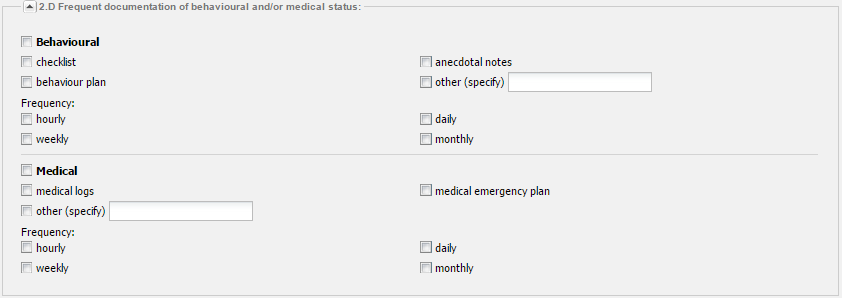 2.D Frequent documentation of behavioural and/or medical status:
Behavioural
checklist anecdotal notes
behaviour plan other (specify)
Frequency:
hourly daily
weekly monthly
Medical
medical logs medical emergency plan
other (specify)
Frequency:
hourly daily
weekly monthly